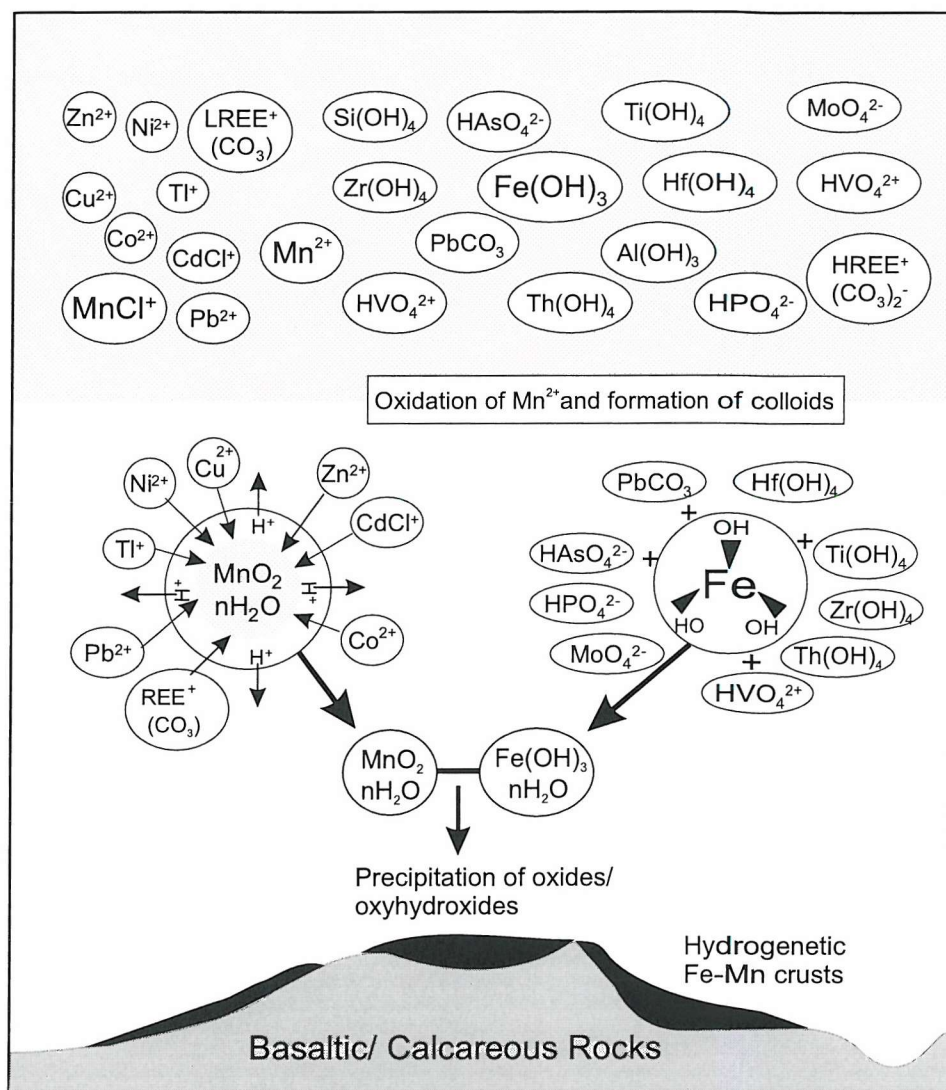 Zn²⁺
Ni²⁺
LREE⁺
(CO₃)
Si(OH)₄
HAsO₄²⁻
Ti(OH)₄
MoO₄²⁻
Cu²⁺
Tl⁺
Zr(OH)₄
Fe(OH)₃
Hf(OH)₄
HVO₄²⁺
Co²⁺
CdCl⁺
Mn²⁺
PbCO₃
Al(OH)₃
HREE⁺
(CO₃)₂⁻
MnCl⁺
Pb²⁺
HVO₄²⁺
Th(OH)₄
HPO₄²⁻
Oxidation of Mn²⁺and formation of colloids
Ni²⁺
Cu²⁺
Zn²⁺
CdCl⁺
Tl⁺
H⁺
MnO₂
nH₂O
H⁺
H⁺
H⁺
Pb²⁺
Co²⁺
REE⁺
(CO₃)
PbCO₃
Hf(OH)₄
HAsO₄²⁻
+
+
+
OH
Fe
HO
OH
Ti(OH)₄
HPO₄²⁻
Zr(OH)₄
MoO₄²⁻
+
Th(OH)₄
HVO₄²⁺
MnO₂
nH₂O
Fe(OH)₃
nH₂O
Precipitation of oxides/
oxyhydroxides
Hydrogenetic
Fe-Mn crusts
Basaltic/ Calcareous Rocks